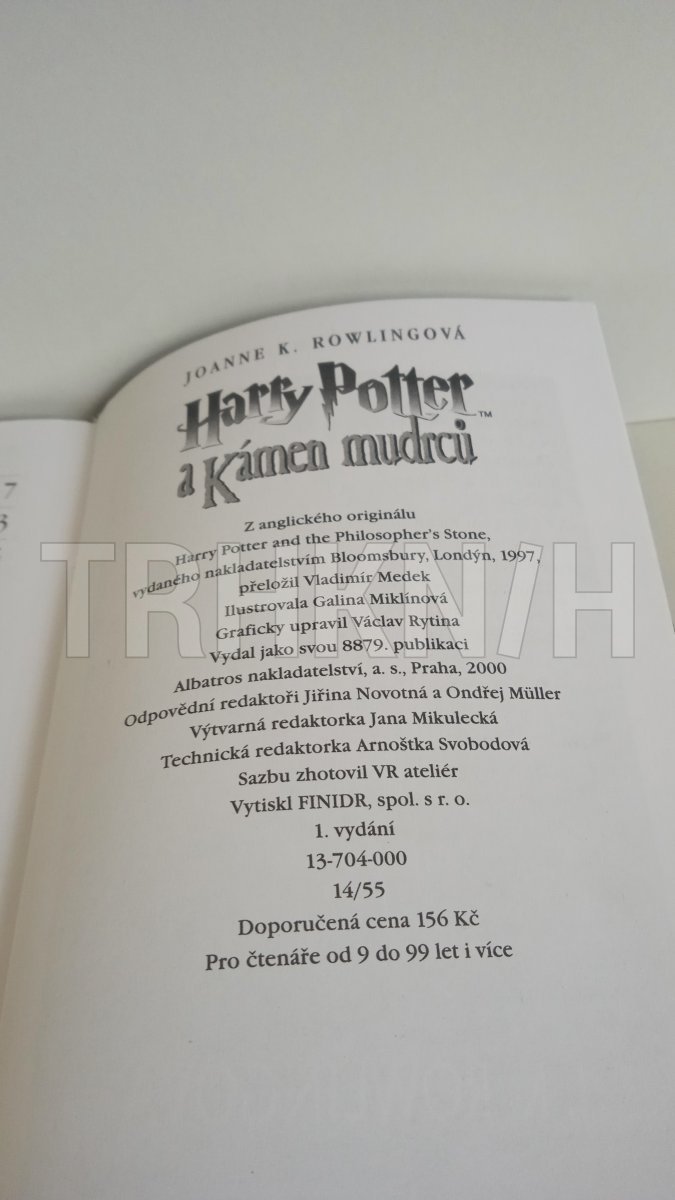 7
3
JOANNE K. ROWLINGOVÁ
Harry Potter™
a Kámen mudrců
Z anglického originálu
Harry Potter and the Philosopher's Stone,
vydaného nakladatelstvím Bloomsbury, Londýn, 1997,
přeložil Vladimír Medek
Ilustrovala Galina Miklínová
Graficky upravil Václav Rytina
Vydal jako svou 8879. publikaci
Albatros nakladatelství, a. s., Praha, 2000
Odpovědní redaktoři Jiřina Novotná a Ondřej Müller
Výtvarná redaktorka Jana Mikulecká
Technická redaktorka Arnoštka Svobodová
Sazbu zhotovil VR ateliér
Vytiskl FINIDR, spol. s r. o.
1. vydání
13-704-000
14/55
Doporučená cena 156 Kč
Pro čtenáře od 9 do 99 let i více